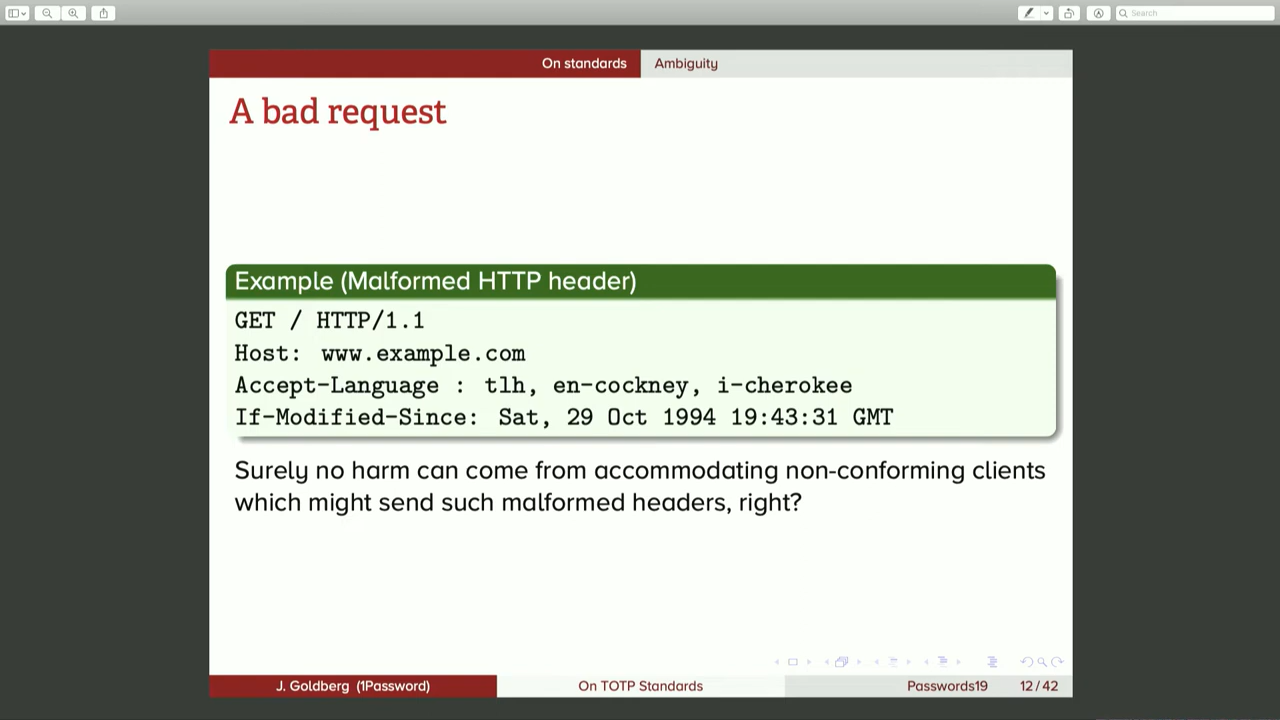 Search
On standards
Ambiguity
A bad request
Example (Malformed HTTP header)
GET / HTTP/1.1
Host: www.example.com
Accept-Language : tlh, en-cockney, i-cherokee
If-Modified-Since: Sat, 29 Oct 1994 19:43:31 GMT
Surely no harm can come from accommodating non-conforming clients
which might send such malformed headers, right?
J. Goldberg (1Password)
On TOTP Standards
Passwords19
12 / 42